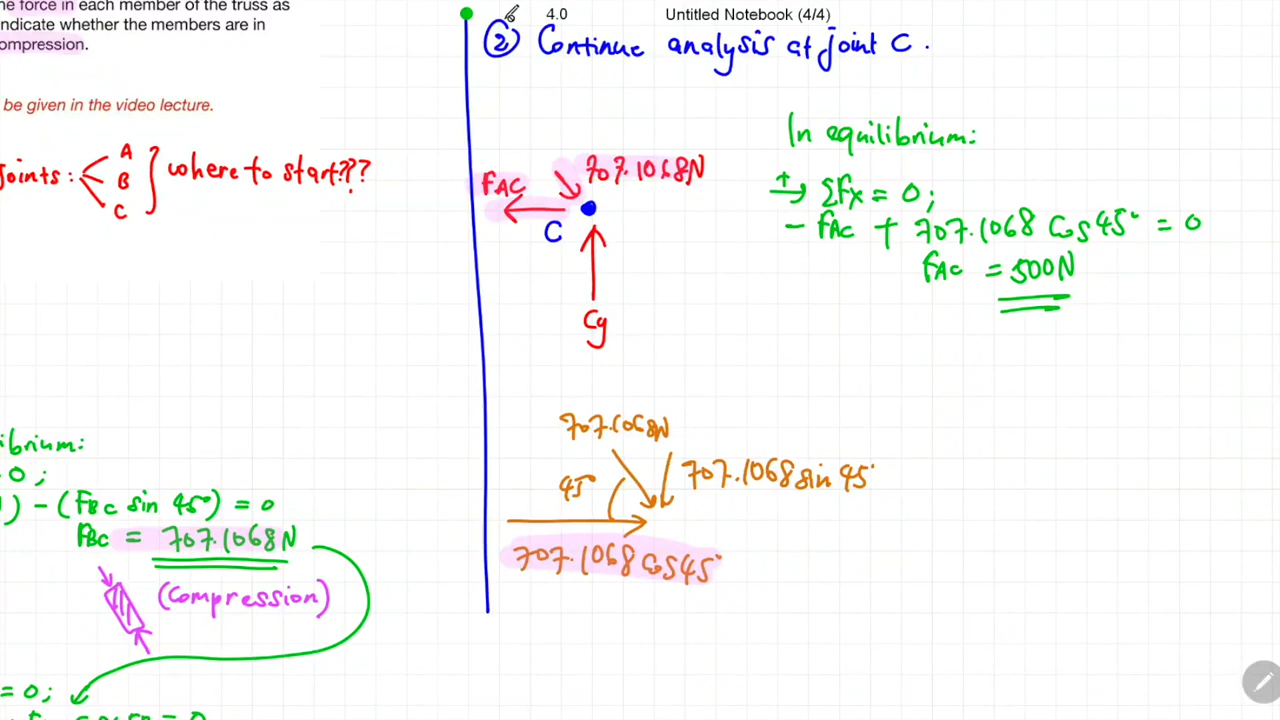 he force in each member of the truss as
ndicate whether the members are in
ompression.
be given in the video lecture.
oints: A
B
C
where to start???
ibrium:
0;
) - (FBC sin 45°) = 0
FBC = 707.1068N
(Compression)
= 0;
4.0
Untitled Notebook (4/4)
② Continue analysis at joint C.
FAC
707.1068N
C
Cy
In equilibrium:
+→ ΣFx = 0;
- FAC + 707.1068 Cos 45° = 0
FAC = 500N
707.1068N
45°
707.1068 sin 45°
707.1068 Cos 45°